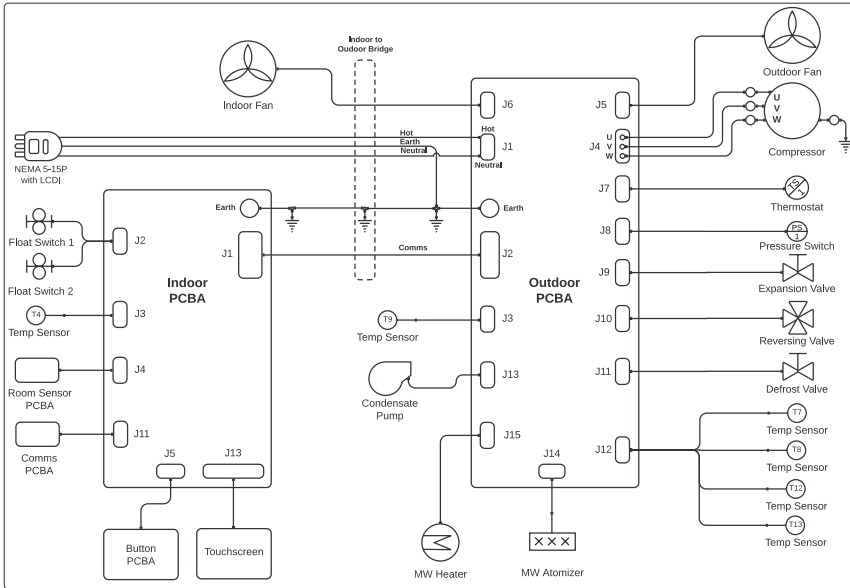 Indoor to
Oudoor Bridge
Indoor Fan
Outdoor Fan
J6
J5
U
V
W
Compressor
Hot
Earth
Neutral
Hot
J1
Neutral
U
V
W
J4
NEMA 5-15P
with LCDI
J7
TS
1
Thermostat
Earth
Earth
J8
PS
1
Pressure Switch
Float Switch 1
J2
J1
Comms
J2
Float Switch 2
Indoor
PCBA
Outdoor
PCBA
J9
Expansion Valve
T4
Temp Sensor
J3
T9
Temp Sensor
J3
J10
Reversing Valve
Room Sensor
PCBA
J4
Condensate
Pump
J13
J11
Defrost Valve
Comms
PCBA
J11
J15
J12
T7
Temp Sensor
T8
Temp Sensor
T12
Temp Sensor
T13
Temp Sensor
J5
J13
J14
Button
PCBA
Touchscreen
MW Heater
MW Atomizer